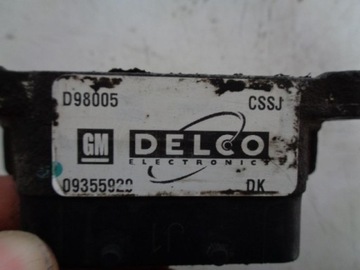 D98005 CSSJ
GM DELCO
ELECTRONICS
09355929 DK